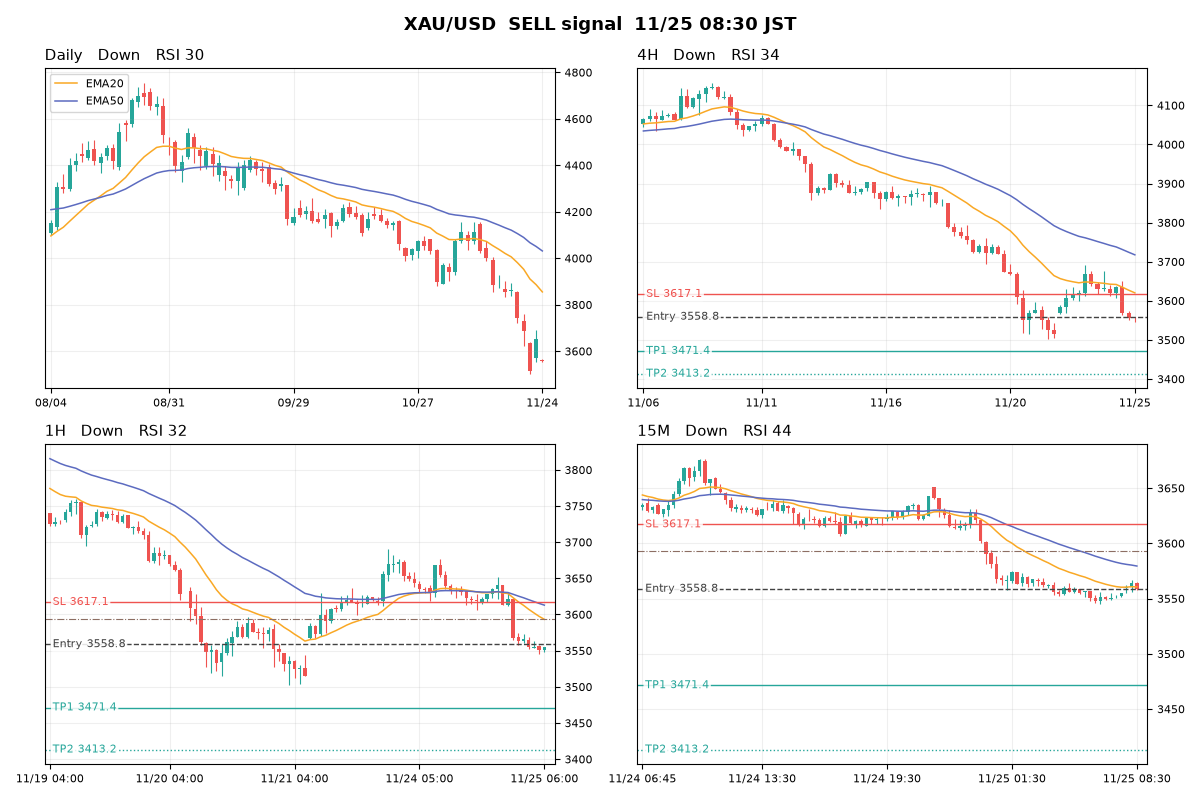 XAU/USD  SELL signal  11/25 08:30 JST
Daily   Down   RSI 30
EMA20
EMA50
4800
4600
4400
4200
4000
3800
3600
08/04
08/31
09/29
10/27
11/24
4H   Down   RSI 34
SL 3617.1
Entry 3558.8
TP1 3471.4
TP2 3413.2
4100
4000
3900
3800
3700
3600
3500
3400
11/06
11/11
11/16
11/20
11/25
1H   Down   RSI 32
SL 3617.1
Entry 3558.8
TP1 3471.4
TP2 3413.2
3800
3750
3700
3650
3600
3550
3500
3450
3400
11/19 04:00
11/20 04:00
11/21 04:00
11/24 05:00
11/25 06:00
15M   Down   RSI 44
SL 3617.1
Entry 3558.8
TP1 3471.4
TP2 3413.2
3650
3600
3550
3500
3450
11/24 06:45
11/24 13:30
11/24 19:30
11/25 01:30
11/25 08:30